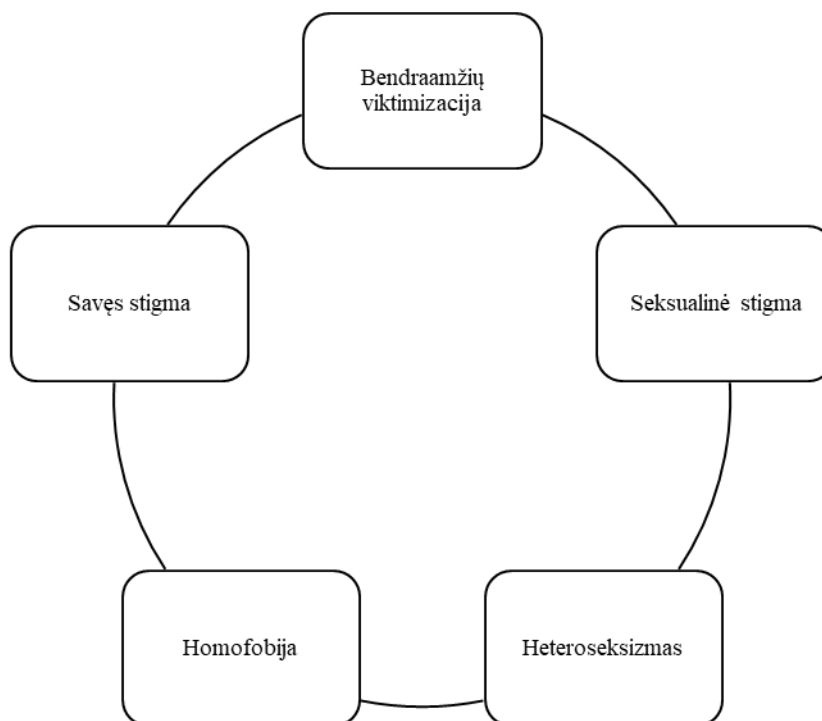 Bendraamžių
viktimizacija
Savęs stigma
Seksualinė stigma
Homofobija
Heteroseksizmas